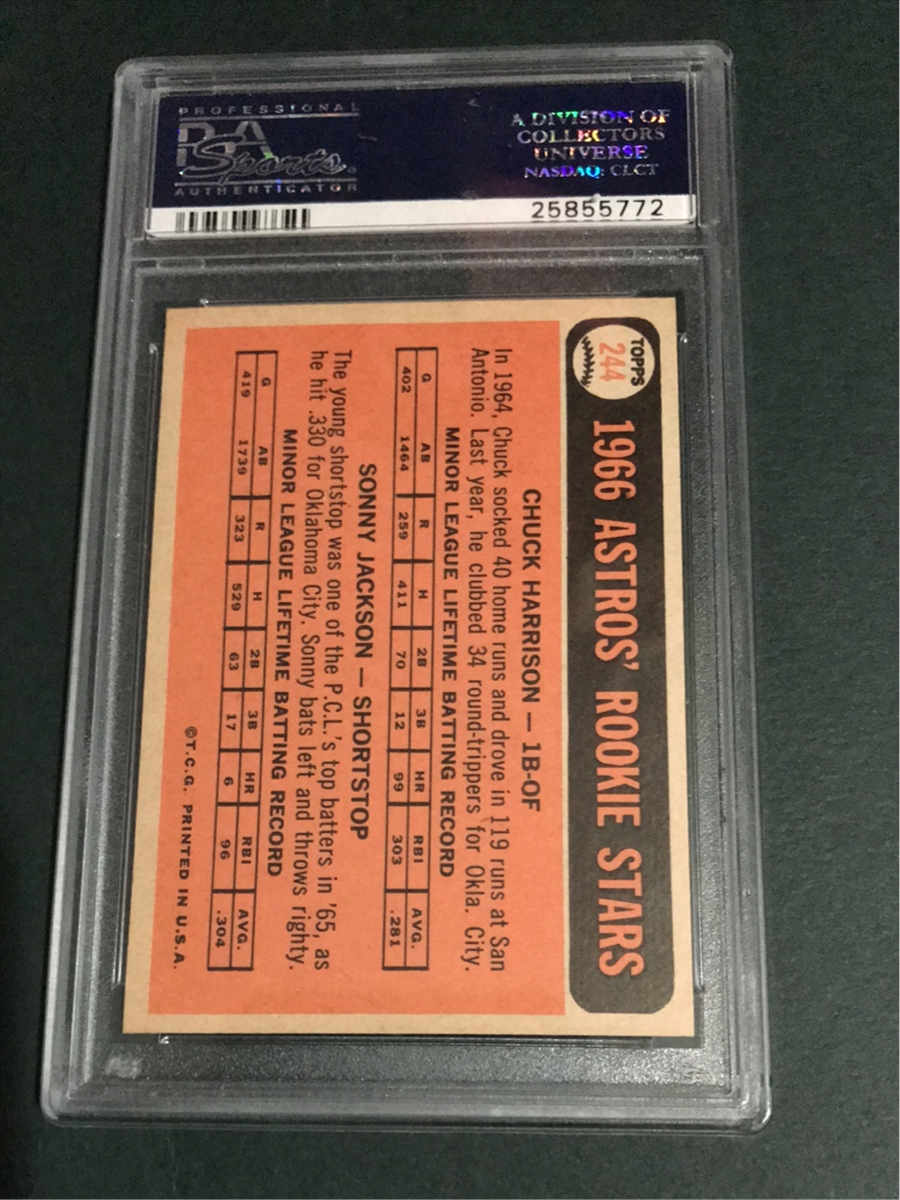 PROFESSIONAL
PSA
Sports
AUTHENTICATOR
A DIVISION OF
COLLECTORS
UNIVERSE
NASDAQ: CLCT
25855772
TOPPS
244
1966 ASTROS' ROOKIE STARS
CHUCK HARRISON — 1B-OF
In 1964, Chuck socked 40 home runs and drove in 119 runs at San
Antonio. Last year, he clubbed 34 round-trippers for Okla. City.
MINOR LEAGUE LIFETIME BATTING RECORD
G AB R H 2B 3B HR RBI AVG.
402 1464 259 411 70 12 99 303 .281
SONNY JACKSON — SHORTSTOP
The young shortstop was one of the P.C.L.'s top batters in '65, as
he hit .330 for Oklahoma City. Sonny bats left and throws righty.
MINOR LEAGUE LIFETIME BATTING RECORD
G AB R H 2B 3B HR RBI AVG.
419 1739 323 529 63 17 6 96 .304
©T.C.G. PRINTED IN U.S.A.